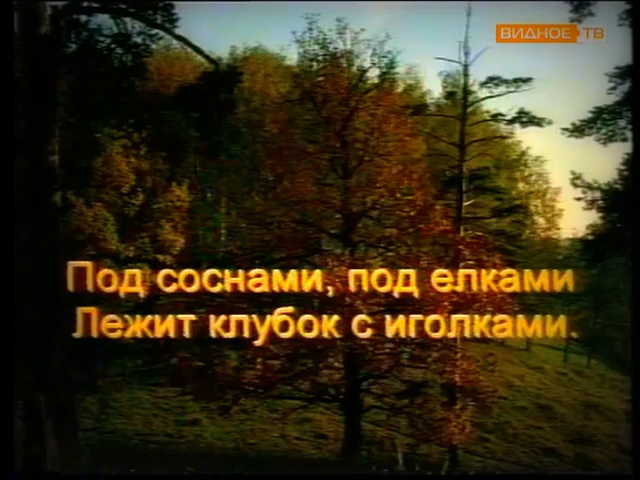 ВИДНОЕ ТВ
Под соснами, под елками
Лежит клубок с иголками.